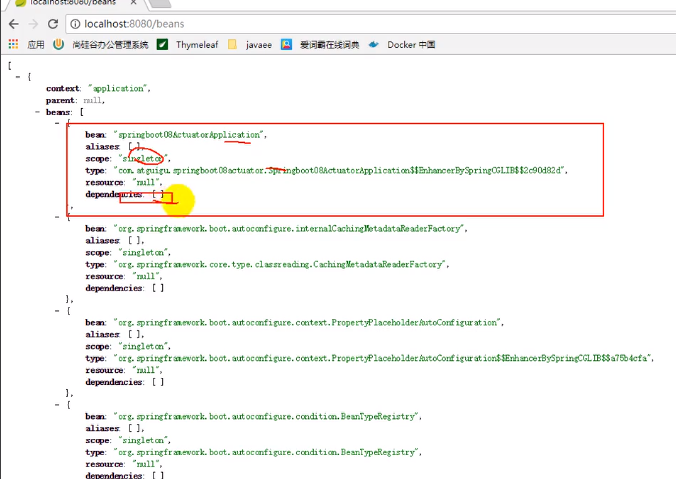 localhost:8080/beans
localhost:8080/beans
应用 尚硅谷办公管理系统 Thymeleaf javaee 爱词霸在线词典 Docker 中国
[
- {
context: "application",
parent: null,
- beans: [
- {
bean: "springboot08ActuatorApplication",
aliases: [ ],
scope: "singleton",
type: "com.atguigu.springboot08actuator.Springboot08ActuatorApplication$$EnhancerBySpringCGLIB$$2c90d82d",
resource: "null",
dependencies: [ ]
},
- {
bean: "org.springframework.boot.autoconfigure.internalCachingMetadataReaderFactory",
aliases: [ ],
scope: "singleton",
type: "org.springframework.core.type.classreading.CachingMetadataReaderFactory",
resource: "null",
dependencies: [ ]
},
- {
bean: "org.springframework.boot.autoconfigure.context.PropertyPlaceholderAutoConfiguration",
aliases: [ ],
scope: "singleton",
type: "org.springframework.boot.autoconfigure.context.PropertyPlaceholderAutoConfiguration$$EnhancerBySpringCGLIB$$a75b4cfa",
resource: "null",
dependencies: [ ]
},
- {
bean: "org.springframework.boot.autoconfigure.condition.BeanTypeRegistry",
aliases: [ ],
scope: "singleton",
type: "org.springframework.boot.autoconfigure.condition.BeanTypeRegistry",
resource: "null",
dependencies: [ ]